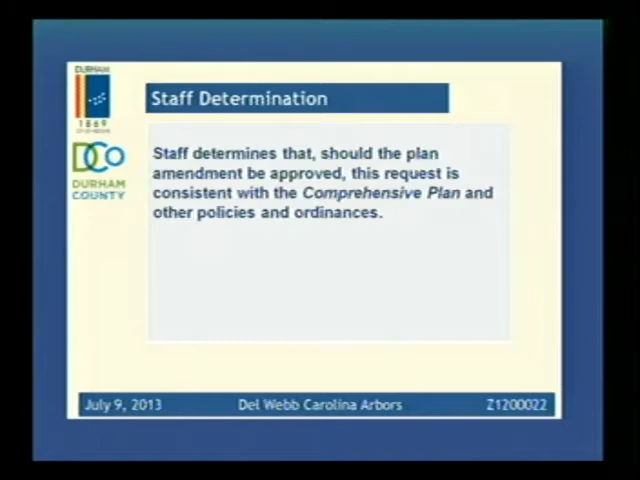 DURHAM
1869
DCO
DURHAM
COUNTY
Staff Determination
Staff determines that, should the plan
amendment be approved, this request is
consistent with the Comprehensive Plan and
other policies and ordinances.
July 9, 2013
Del Webb Carolina Arbors
Z1200022